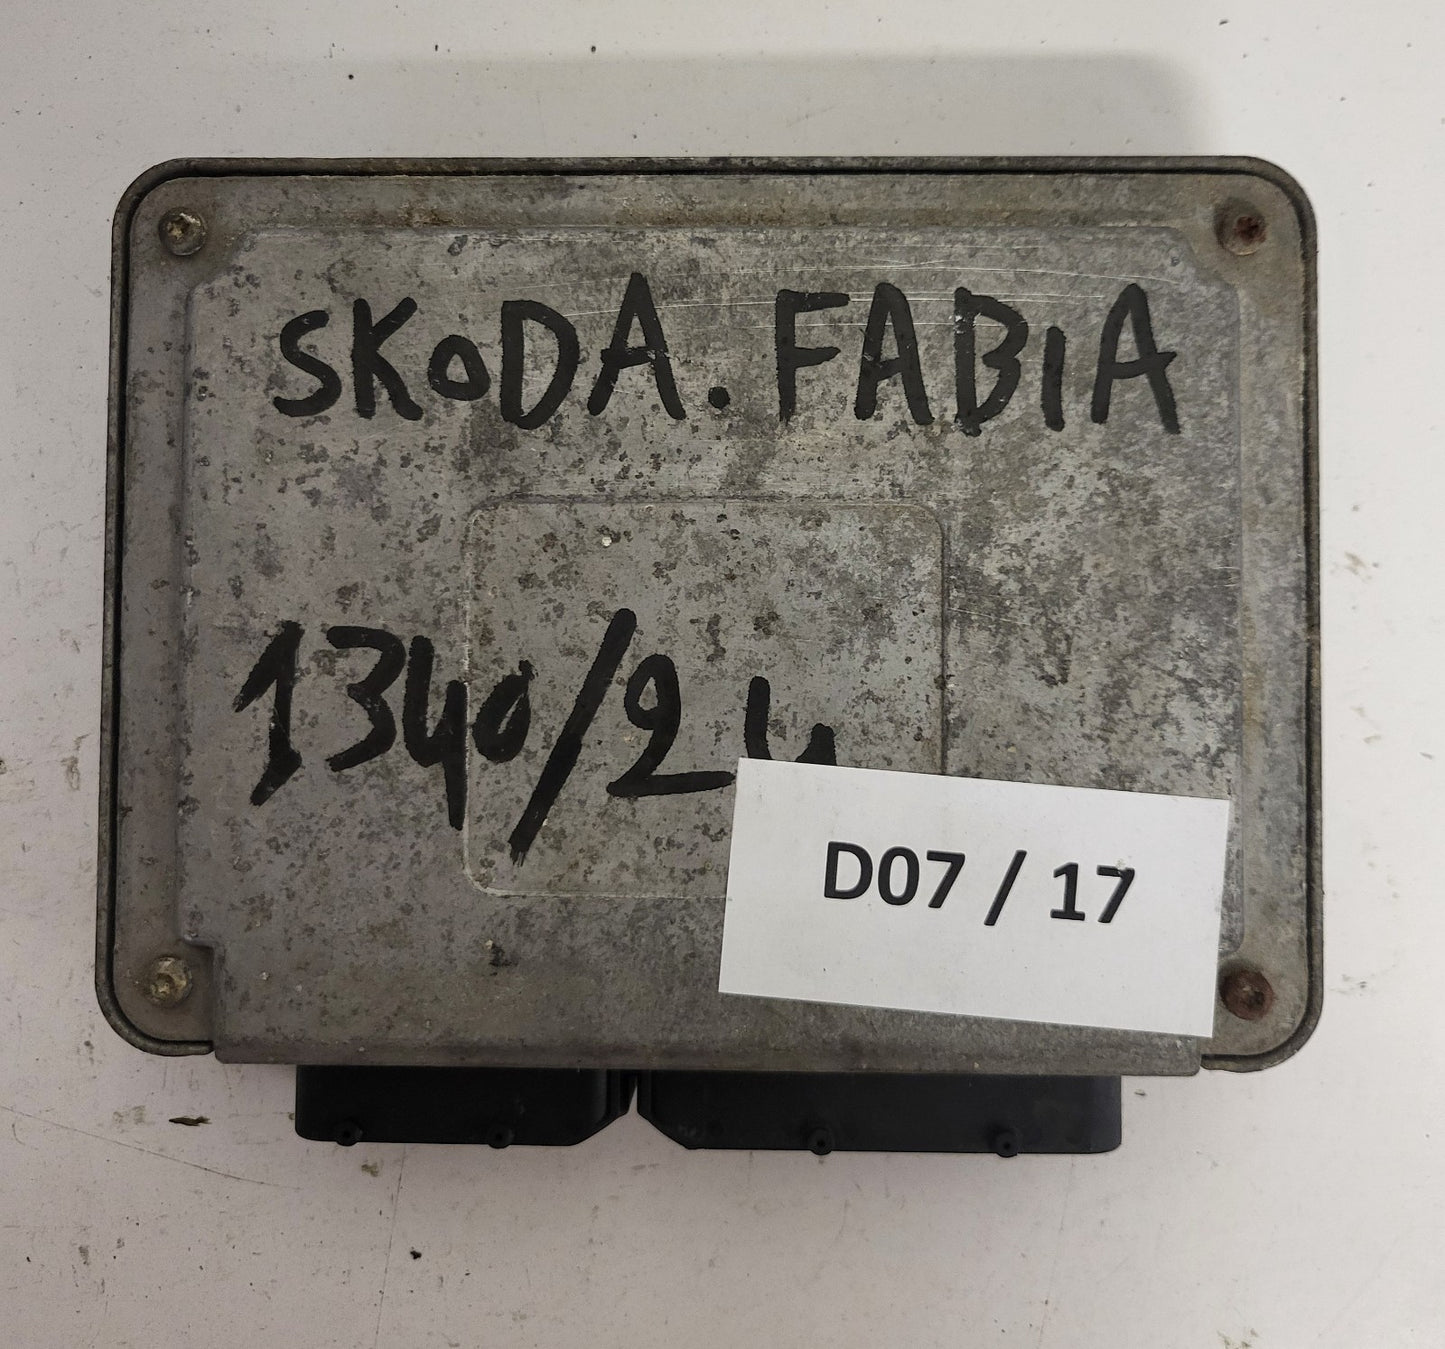 SKODA. FABIA
1340/24
D07 / 17